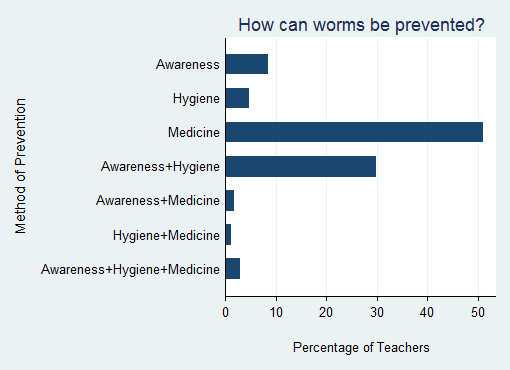 How can worms be prevented?
Method of Prevention
Awareness
Hygiene
Medicine
Awareness+Hygiene
Awareness+Medicine
Hygiene+Medicine
Awareness+Hygiene+Medicine
0 10 20 30 40 50
Percentage of Teachers